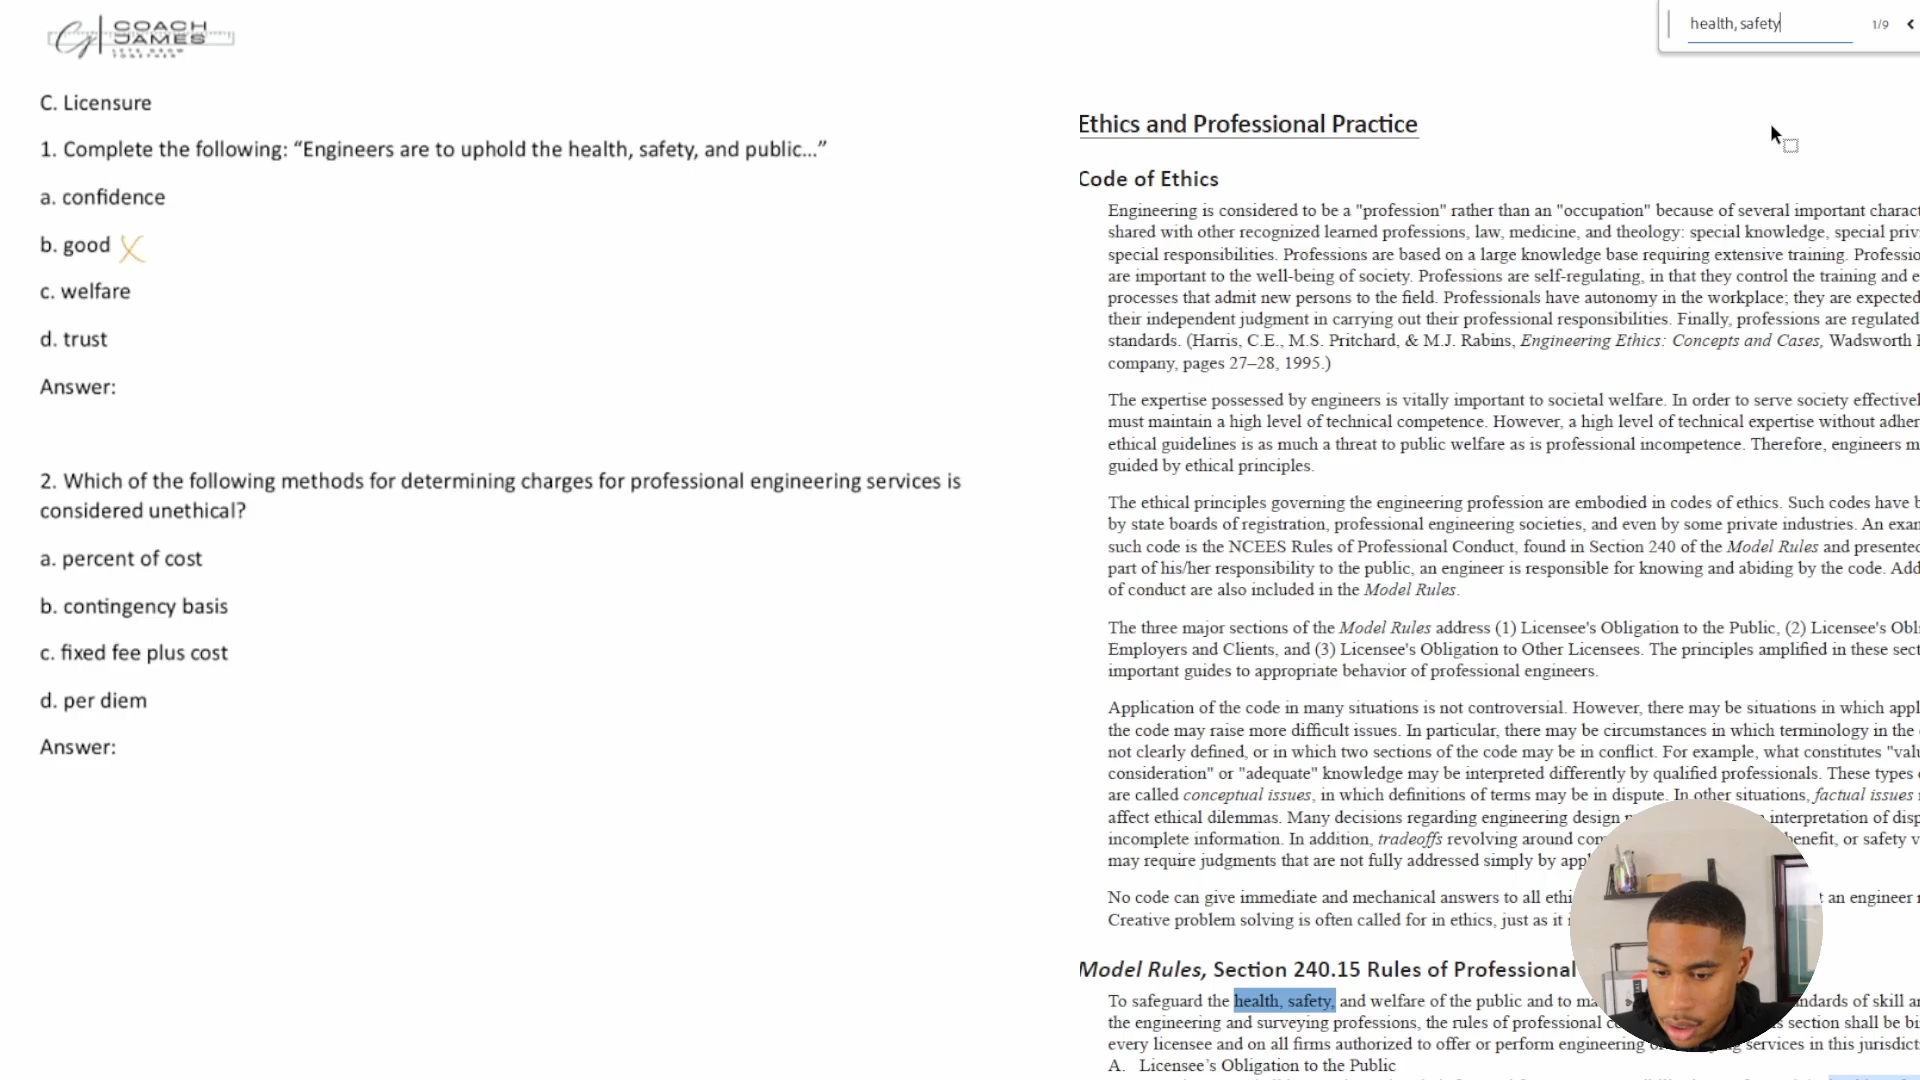 COACH
JAMES
LET'S GROW
TOGETHER
C. Licensure
1. Complete the following: “Engineers are to uphold the health, safety, and public...”
a. confidence
b. good X
c. welfare
d. trust
Answer:
2. Which of the following methods for determining charges for professional engineering services is
considered unethical?
a. percent of cost
b. contingency basis
c. fixed fee plus cost
d. per diem
Answer:
health, safety
1/9
Ethics and Professional Practice
Code of Ethics
Engineering is considered to be a "profession" rather than an "occupation" because of several important charact
shared with other recognized learned professions, law, medicine, and theology: special knowledge, special priv
special responsibilities. Professions are based on a large knowledge base requiring extensive training. Professio
are important to the well-being of society. Professions are self-regulating, in that they control the training and e
processes that admit new persons to the field. Professionals have autonomy in the workplace; they are expected
their independent judgment in carrying out their professional responsibilities. Finally, professions are regulated
standards. (Harris, C.E., M.S. Pritchard, & M.J. Rabins, Engineering Ethics: Concepts and Cases, Wadsworth
company, pages 27–28, 1995.)
The expertise possessed by engineers is vitally important to societal welfare. In order to serve society effectivel
must maintain a high level of technical competence. However, a high level of technical expertise without adher
ethical guidelines is as much a threat to public welfare as is professional incompetence. Therefore, engineers m
guided by ethical principles.
The ethical principles governing the engineering profession are embodied in codes of ethics. Such codes have b
by state boards of registration, professional engineering societies, and even by some private industries. An exam
such code is the NCEES Rules of Professional Conduct, found in Section 240 of the Model Rules and presented
part of his/her responsibility to the public, an engineer is responsible for knowing and abiding by the code. Add
of conduct are also included in the Model Rules.
The three major sections of the Model Rules address (1) Licensee's Obligation to the Public, (2) Licensee's Obl
Employers and Clients, and (3) Licensee's Obligation to Other Licensees. The principles amplified in these sect
important guides to appropriate behavior of professional engineers.
Application of the code in many situations is not controversial. However, there may be situations in which appl
the code may raise more difficult issues. In particular, there may be circumstances in which terminology in the
not clearly defined, or in which two sections of the code may be in conflict. For example, what constitutes "valu
consideration" or "adequate" knowledge may be interpreted differently by qualified professionals. These types
are called conceptual issues, in which definitions of terms may be in dispute. In other situations, factual issues
affect ethical dilemmas. Many decisions regarding engineering design interpretation of disp
incomplete information. In addition, tradeoffs revolving around con benefit, or safety v
may require judgments that are not fully addressed simply by app
No code can give immediate and mechanical answers to all ethi t an engineer
Creative problem solving is often called for in ethics, just as it
Model Rules, Section 240.15 Rules of Professional
To safeguard the health, safety, and welfare of the public and to ma ndards of skill a
the engineering and surveying professions, the rules of professional c section shall be bi
every licensee and on all firms authorized to offer or perform engineering services in this jurisdict
A. Licensee’s Obligation to the Public